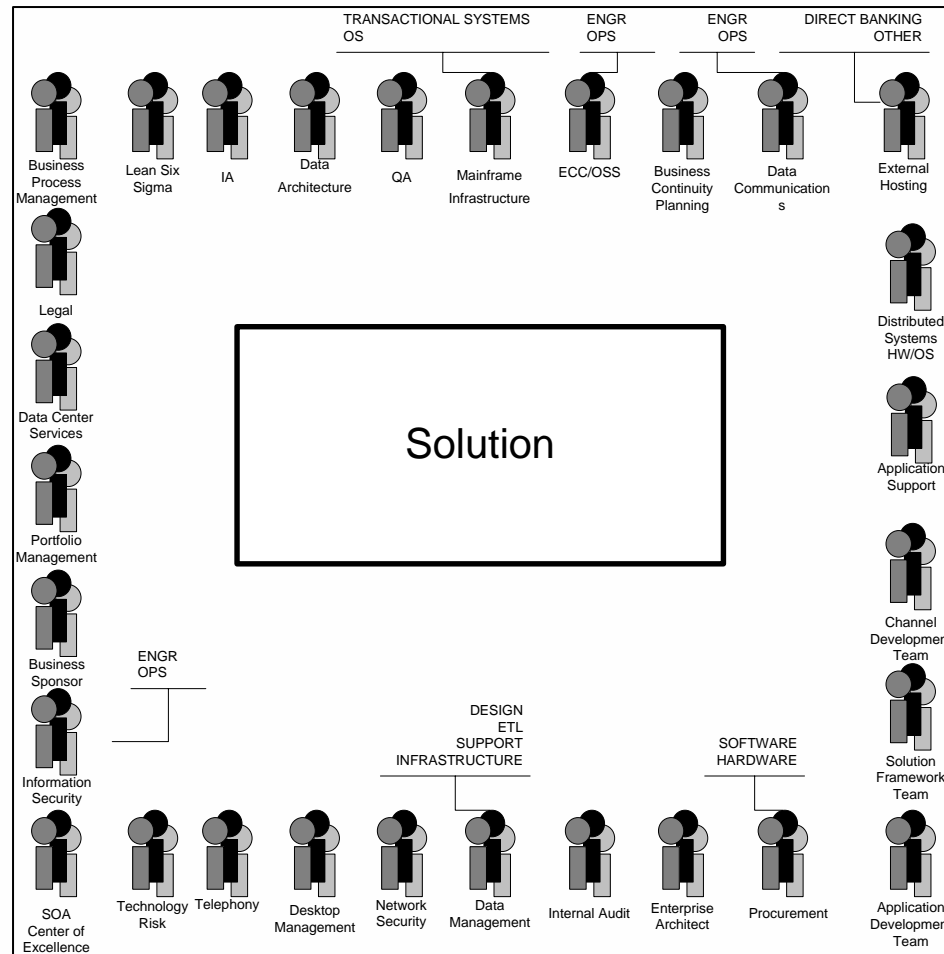 TRANSACTIONAL SYSTEMS
OS
ENGR
OPS
ENGR
OPS
DIRECT BANKING
OTHER
Business
Process
Management
Lean Six
Sigma
IA
Data
Architecture
QA
Mainframe
Infrastructure
ECC/OSS
Business
Continuity
Planning
Data
Communication
s
External
Hosting
Legal
Distributed
Systems
HW/OS
Data Center
Services
Solution
Application
Support
Portfolio
Management
Channel
Developmen
Team
Business
Sponsor
ENGR
OPS
Information
Security
DESIGN
ETL
SUPPORT
INFRASTRUCTURE
SOFTWARE
HARDWARE
Solution
Framework
Team
SOA
Center of
Excellence
Technology
Risk
Telephony
Desktop
Management
Network
Security
Data
Management
Internal Audit
Enterprise
Architect
Procurement
Application
Developmen
Team